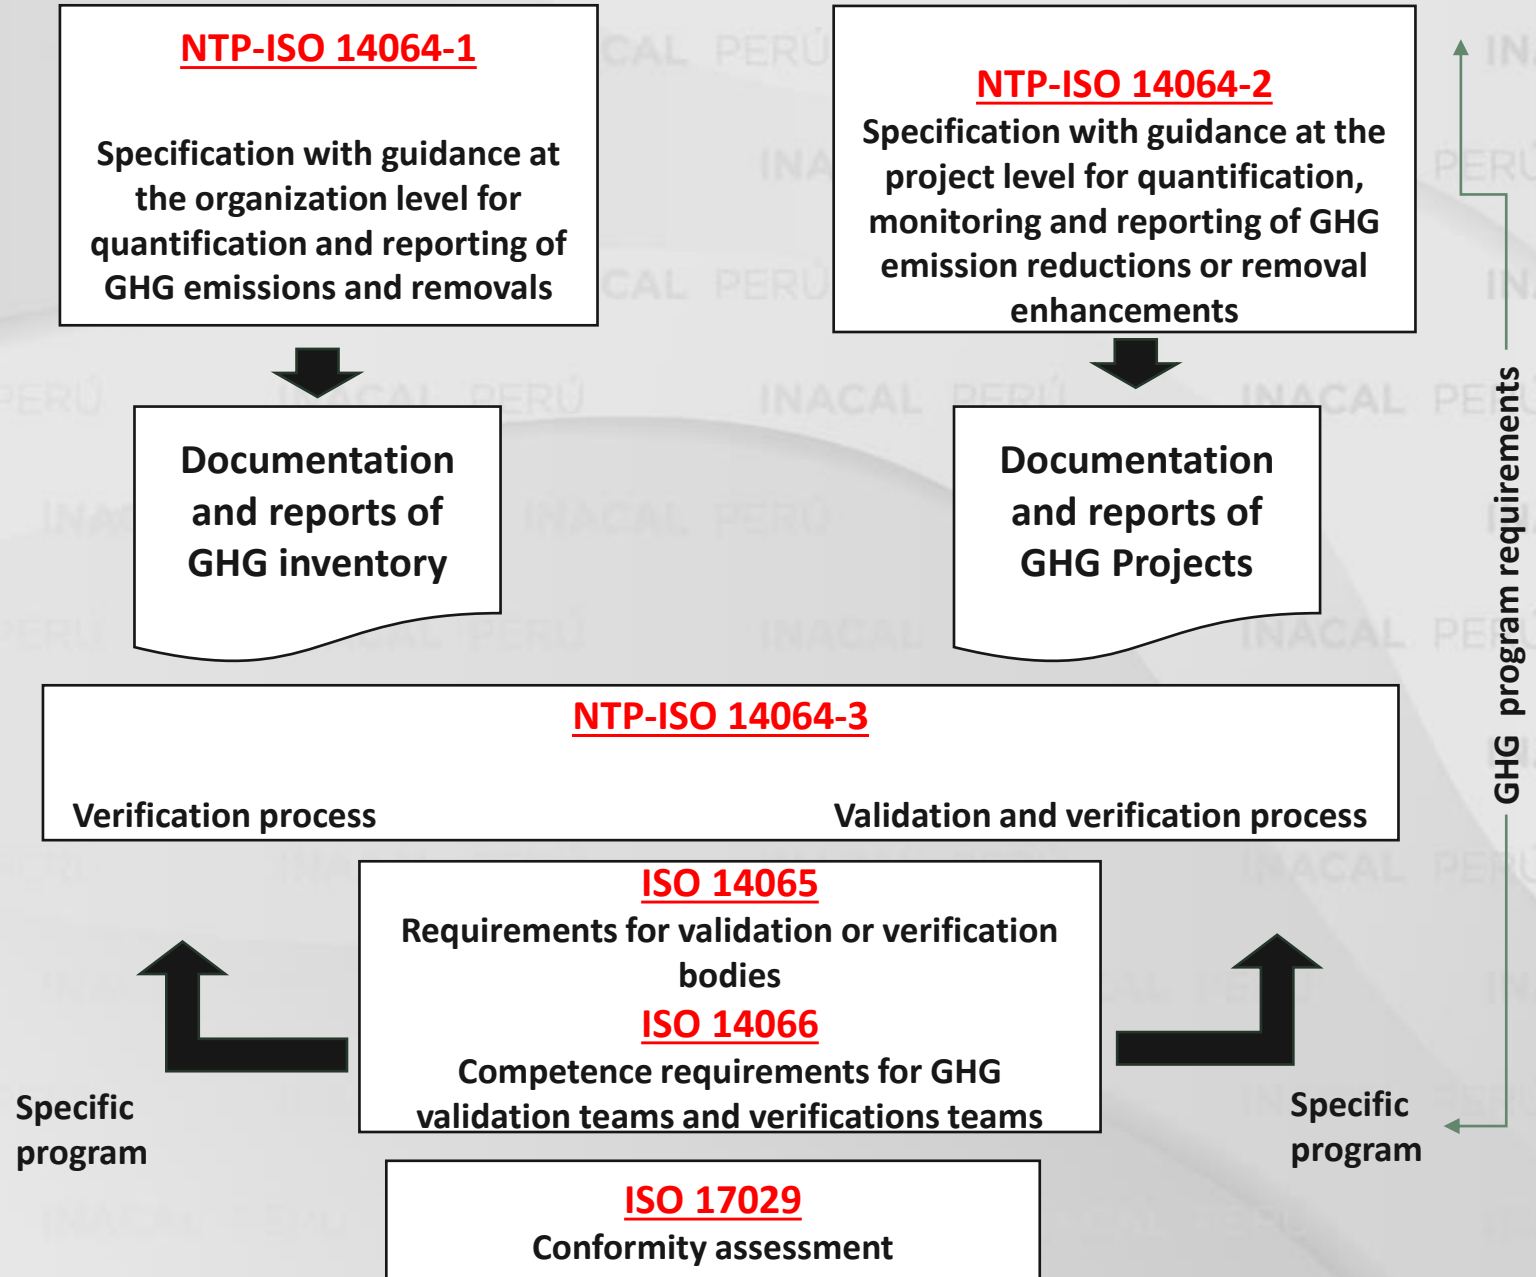 NTP-ISO 14064-1
Specification with guidance at
the organization level for
quantification and reporting of
GHG emissions and removals
NTP-ISO 14064-2
Specification with guidance at the
project level for quantification,
monitoring and reporting of GHG
emission reductions or removal
enhancements
Documentation
and reports of
GHG inventory
Documentation
and reports of
GHG Projects
GHG program requirements
NTP-ISO 14064-3
Verification process
Validation and verification process
ISO 14065
Requirements for validation or verification
bodies
ISO 14066
Competence requirements for GHG
validation teams and verifications teams
Specific
program
Specific
program
ISO 17029
Conformity assessment
INACAL PERÚ